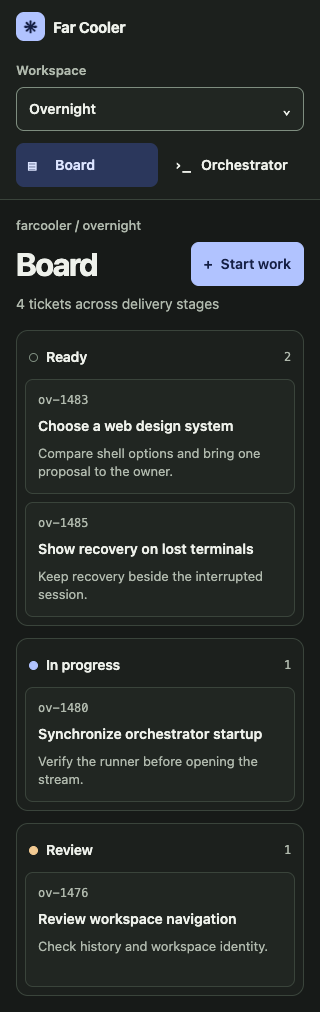 Far Cooler
Workspace
Overnight
Board
›_ Orchestrator
farcooler / overnight
Board
+ Start work
4 tickets across delivery stages
Ready 2
ov-1483
Choose a web design system
Compare shell options and bring one
proposal to the owner.
ov-1485
Show recovery on lost terminals
Keep recovery beside the interrupted
session.
In progress 1
ov-1480
Synchronize orchestrator startup
Verify the runner before opening the
stream.
Review 1
ov-1476
Review workspace navigation
Check history and workspace identity.